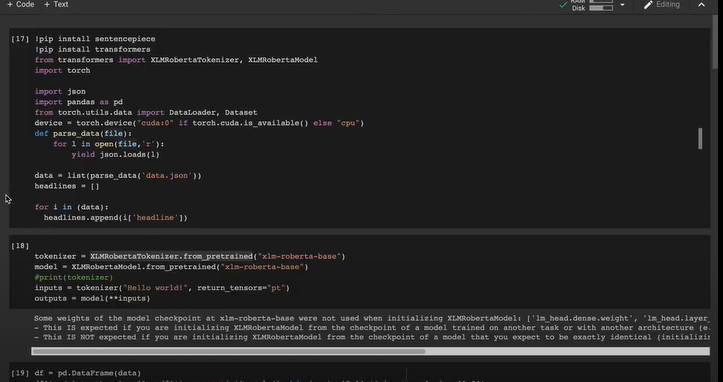 + Code + Text
RAM
Disk
Editing
[17] !pip install sentencepiece
!pip install transformers
from transformers import XLMRobertaTokenizer, XLMRobertaModel
import torch
import json
import pandas as pd
from torch.utils.data import DataLoader, Dataset
device = torch.device("cuda:0" if torch.cuda.is_available() else "cpu")
def parse_data(file):
for l in open(file,'r'):
yield json.loads(l)
data = list(parse_data('data.json'))
headlines = []
for i in (data):
headlines.append(i['headline'])
[18]
tokenizer = XLMRobertaTokenizer.from_pretrained("xlm-roberta-base")
model = XLMRobertaModel.from_pretrained("xlm-roberta-base")
#print(tokenizer)
inputs = tokenizer("Hello world!", return_tensors="pt")
outputs = model(**inputs)
Some weights of the model checkpoint at xlm-roberta-base were not used when initializing XLMRobertaModel: ['lm_head.dense.weight', 'lm_head.layer_
- This IS expected if you are initializing XLMRobertaModel from the checkpoint of a model trained on another task or with another architecture (e.
- This IS NOT expected if you are initializing XLMRobertaModel from the checkpoint of a model that you expect to be exactly identical (initializin
[19] df = pd.DataFrame(data)